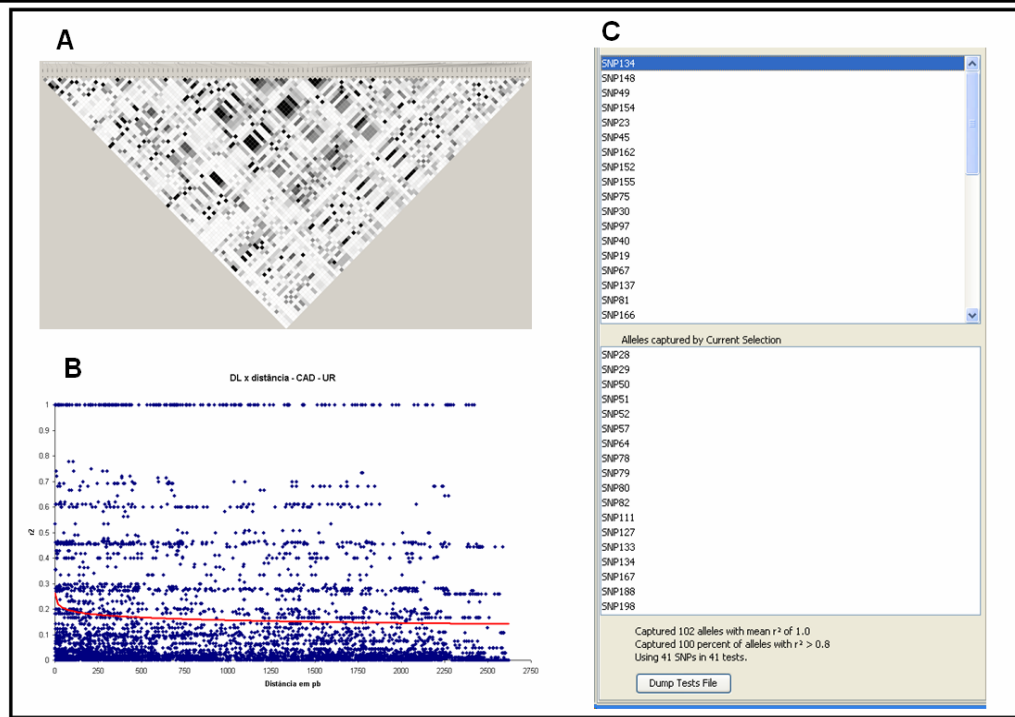 A
B
DL x distância - CAD - UR
1
0.9
0.8
0.7
0.6
0.5
0.4
0.3
0.2
0.1
0
r2
0 250 500 750 1000 1250 1500 1750 2000 2250 2500 2750
Distância em pb
C
SNP134
SNP148
SNP49
SNP154
SNP23
SNP45
SNP162
SNP152
SNP155
SNP75
SNP30
SNP97
SNP40
SNP19
SNP67
SNP137
SNP81
SNP166
Alleles captured by Current Selection
SNP28
SNP29
SNP50
SNP51
SNP52
SNP57
SNP64
SNP78
SNP79
SNP80
SNP82
SNP111
SNP127
SNP133
SNP134
SNP167
SNP188
SNP198
Captured 102 alleles with mean r² of 1.0
Captured 100 percent of alleles with r² > 0.8
Using 41 SNPs in 41 tests.
Dump Tests File